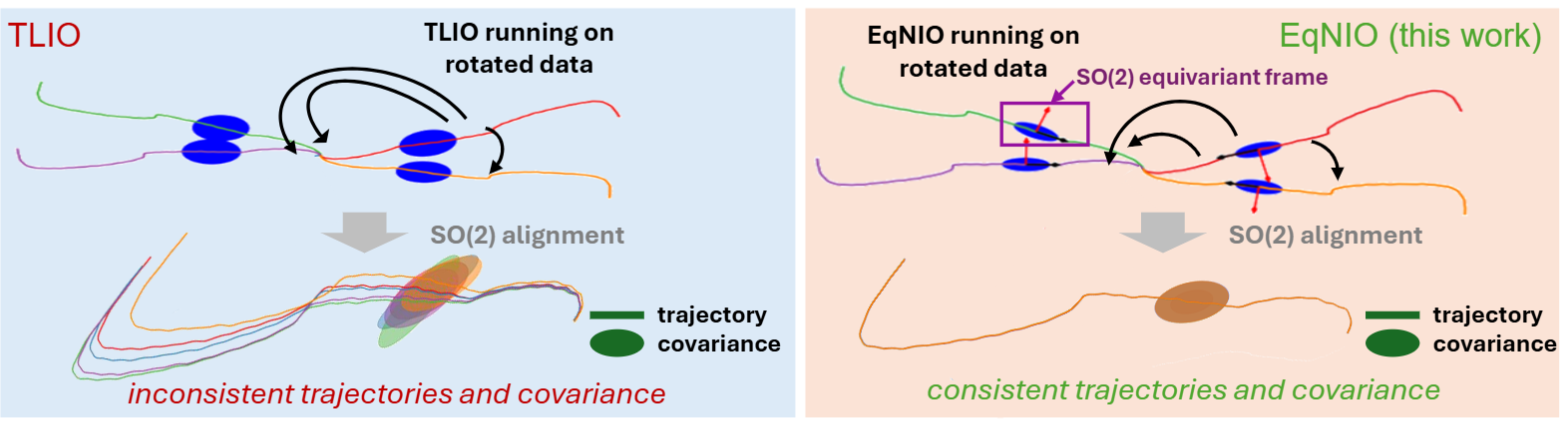 TLIO
TLIO running on
rotated data
SO(2) alignment
trajectory
covariance
inconsistent trajectories and covariance
EqNIO running on
rotated data
EqNIO (this work)
SO(2) equivariant frame
SO(2) alignment
trajectory
covariance
consistent trajectories and covariance